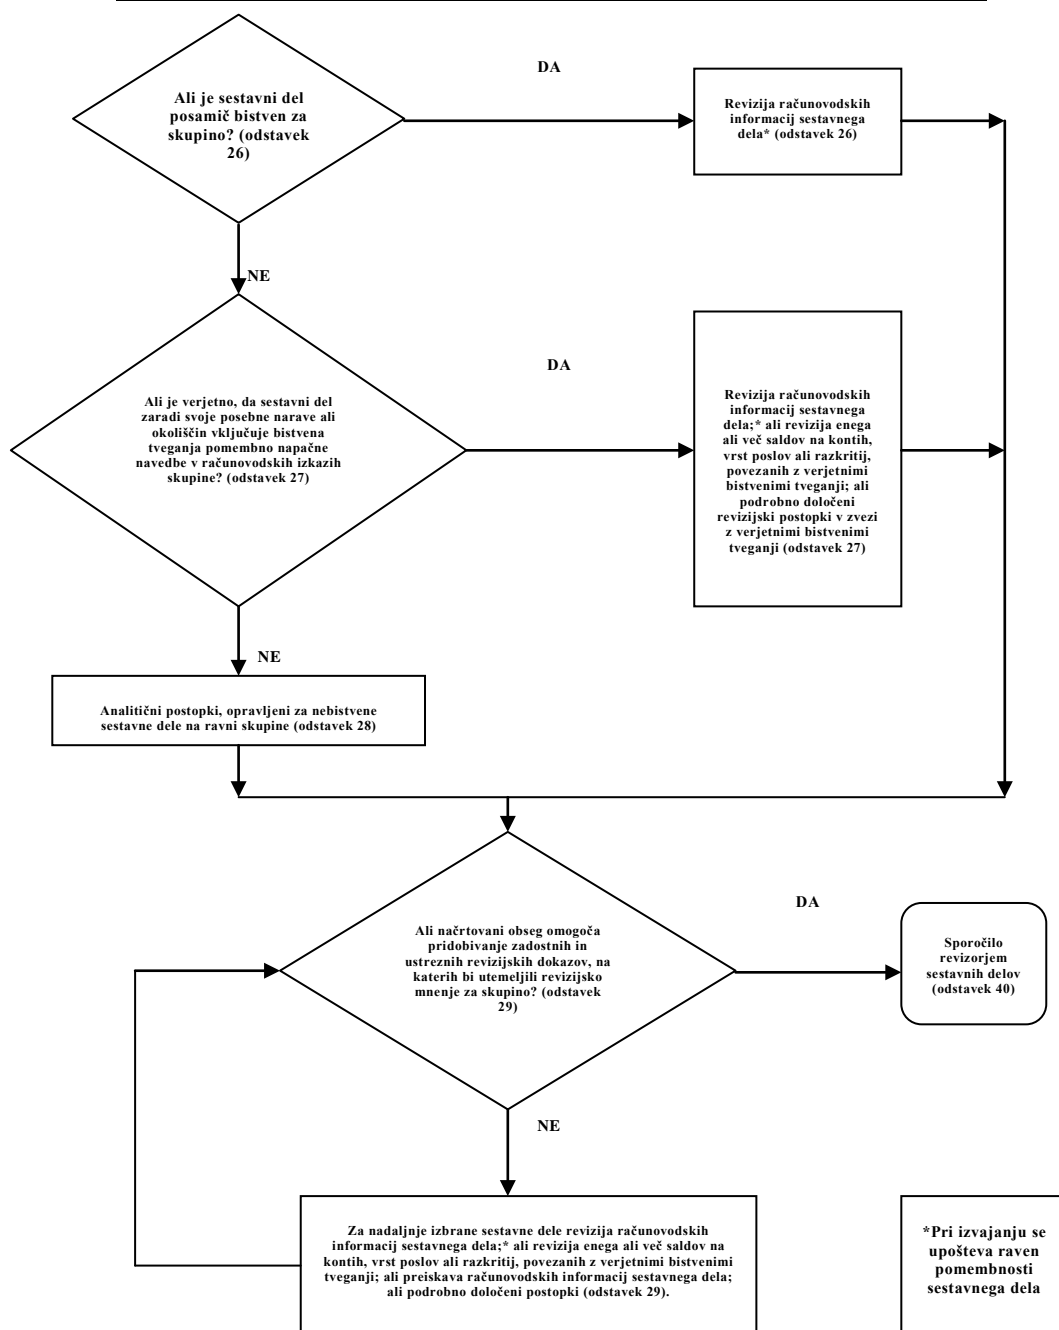 DA
Ali je sestavni del
posamič bistven za
skupino? (odstavek
26)
Revizija računovodskih
informacij sestavnega
dela* (odstavek 26)
NE
DA
Ali je verjetno, da sestavni del
zaradi svoje posebne narave ali
okoliščin vključuje bistvena
tveganja pomembno napačne
navedbe v računovodskih izkazih
skupine? (odstavek 27)
Revizija računovodskih
informacij sestavnega
dela;* ali revizija enega
ali več saldov na kontih,
vrst poslov ali razkritij,
povezanih z verjetnimi
bistvenimi tveganji; ali
podrobno določeni
revizijski postopki v zvezi
z verjetnimi bistvenimi
tveganji (odstavek 27)
NE
Analitični postopki, opravljeni za nebistvene
sestavne dele na ravni skupine (odstavek 28)
DA
Ali načrtovani obseg omogoča
pridobivanje zadostnih in
ustreznih revizijskih dokazov, na
katerih bi utemeljili revizijsko
mnenje za skupino? (odstavek
29)
Sporočilo
revizorjem
sestavnih delov
(odstavek 40)
NE
Za nadaljnje izbrane sestavne dele revizija računovodskih
informacij sestavnega dela;* ali revizija enega ali več saldov na
kontih, vrst poslov ali razkritij, povezanih z verjetnimi bistvenimi
tveganji; ali preiskava računovodskih informacij sestavnega dela;
ali podrobno določeni postopki (odstavek 29).
*Pri izvajanju se
upošteva raven
pomembnosti
sestavnega dela